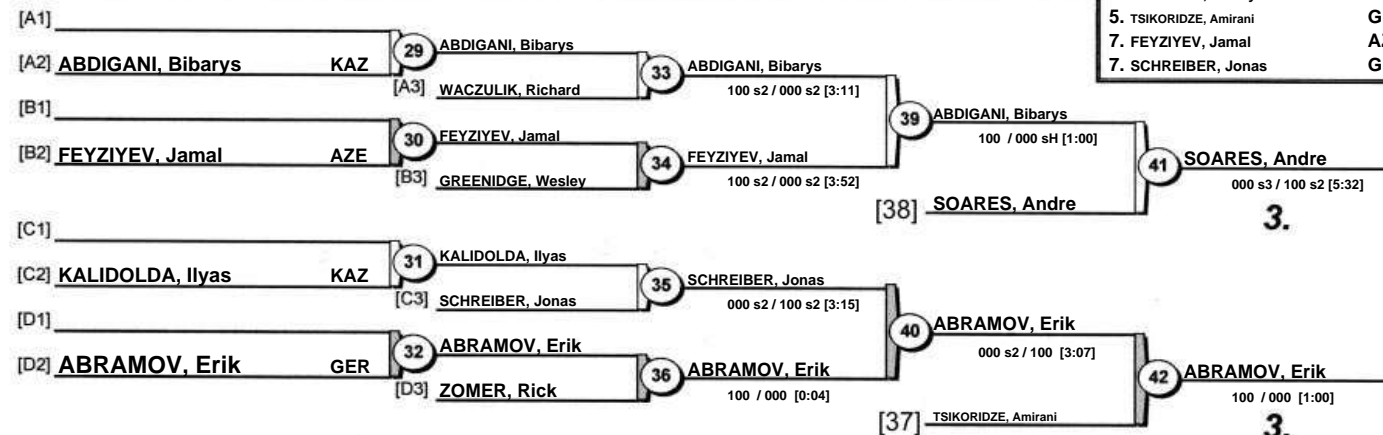 5. TSIKORIDZE, Amirani G
7. FEYZIYEV, Jamal
7. SCHREIBER, Jonas G
[A1]
[A2] ABDIGANI, Bibarys KAZ
29
ABDIGANI, Bibarys
[A3] WACZULIK, Richard
33
ABDIGANI, Bibarys
100 s2 / 000 s2 [3:11]
[B1]
[B2] FEYZIYEV, Jamal AZE
30
FEYZIYEV, Jamal
[B3] GREENIDGE, Wesley
34
FEYZIYEV, Jamal
100 s2 / 000 s2 [3:52]
39
ABDIGANI, Bibarys
100 / 000 sH [1:00]
[38] SOARES, Andre
41
SOARES, Andre
000 s3 / 100 s2 [5:32]
3.
[C1]
[C2] KALIDOLDA, Ilyas KAZ
31
KALIDOLDA, Ilyas
[C3] SCHREIBER, Jonas
35
SCHREIBER, Jonas
000 s2 / 100 s2 [3:15]
[D1]
[D2] ABRAMOV, Erik GER
32
ABRAMOV, Erik
[D3] ZOMER, Rick
36
ABRAMOV, Erik
100 / 000 [0:04]
40
ABRAMOV, Erik
000 s2 / 100 [3:07]
[37] TSIKORIDZE, Amirani
42
ABRAMOV, Erik
100 / 000 [1:00]
3.